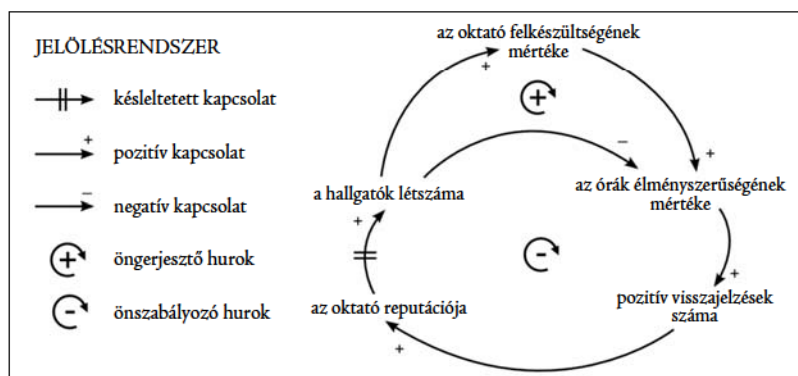 JELÖLÉSRENDSZER
késleltetett kapcsolat
+
pozitív kapcsolat
−
negatív kapcsolat
+
öngerjesztő hurok
-
önszabályozó hurok
az oktató felkészültségének
mértéke
+
+
−
+
a hallgatók létszáma
az órák élményszerűségének
mértéke
+
-
+
az oktató reputációja
pozitív visszajelzések
száma
+